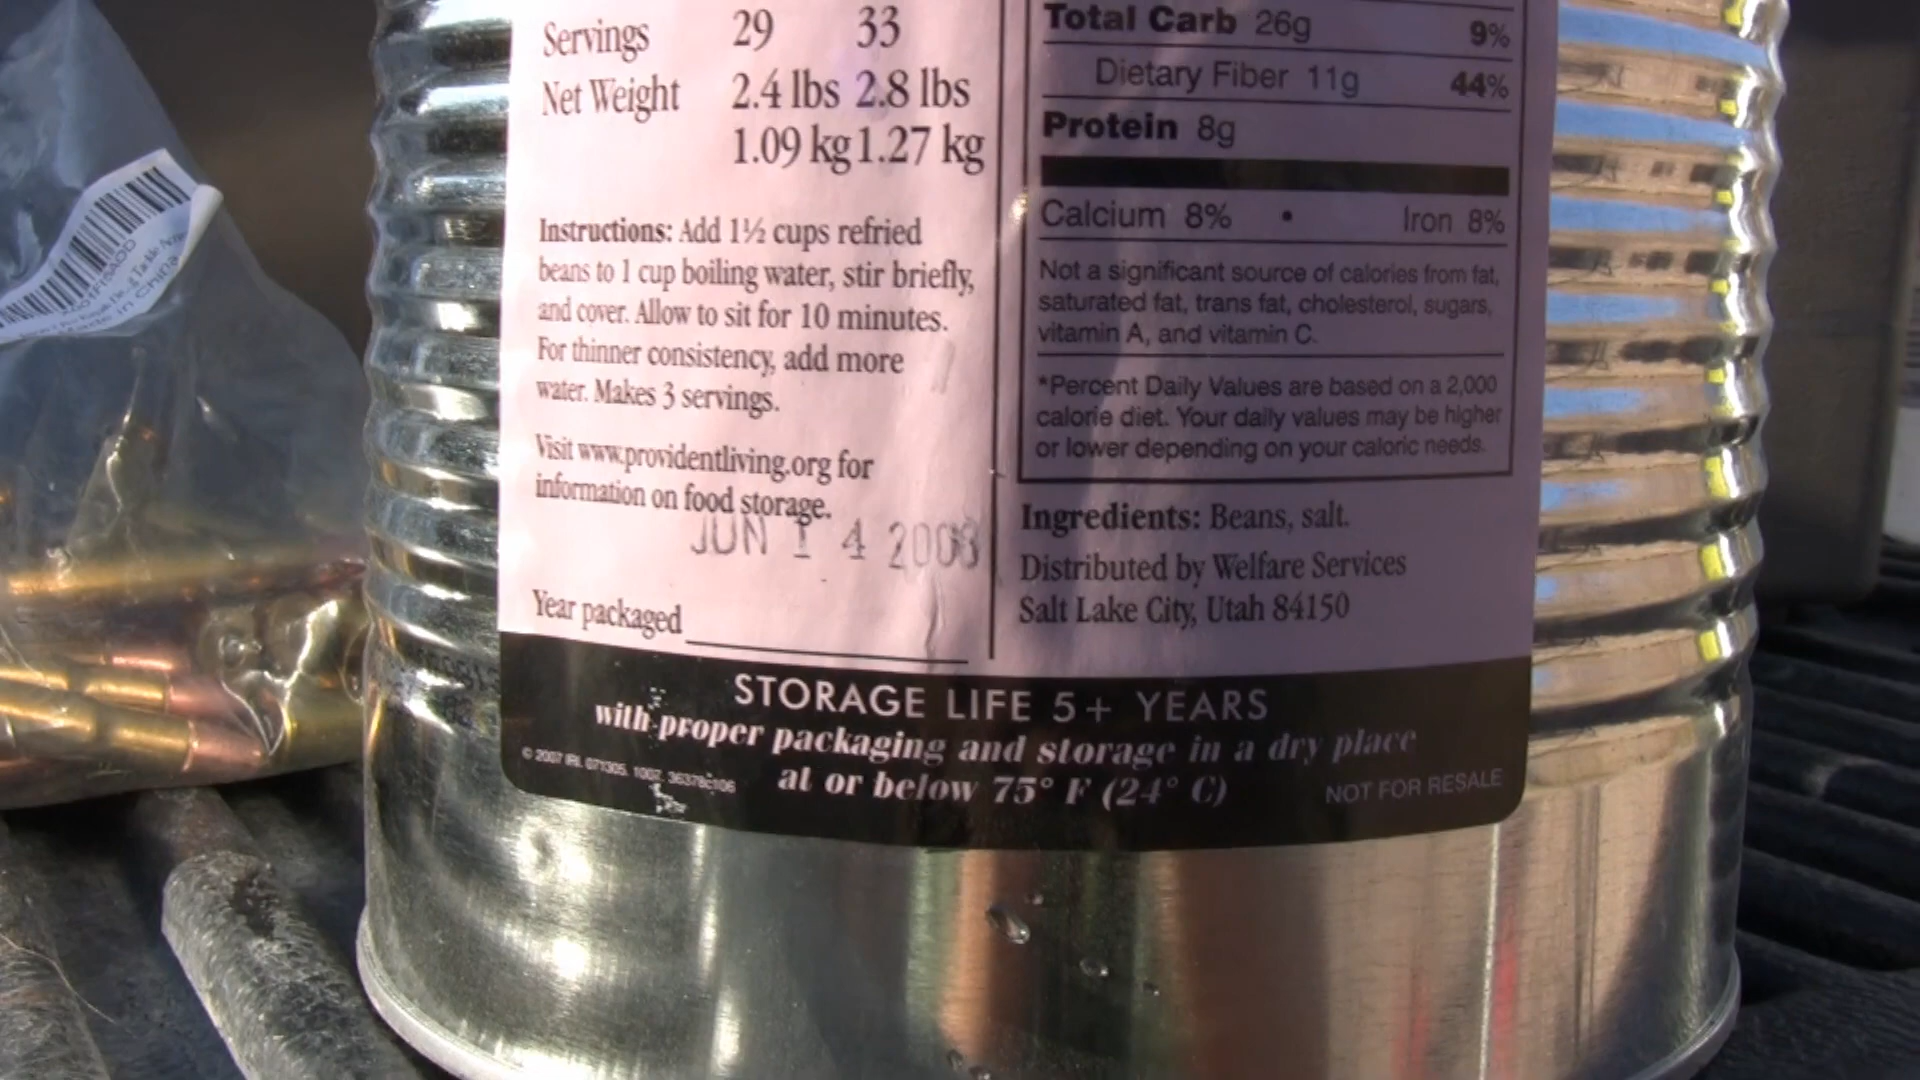 Servings 29 33
Net Weight 2.4 lbs 2.8 lbs
1.09 kg 1.27 kg
Instructions: Add 1½ cups refried
beans to 1 cup boiling water, stir briefly,
and cover. Allow to sit for 10 minutes.
For thinner consistency, add more
water. Makes 3 servings.
Visit www.providentliving.org for
information on food storage.
JUN 14 2008
Year packaged
Total Carb 26g 9%
Dietary Fiber 11g 44%
Protein 8g
Calcium 8% • Iron 8%
Not a significant source of calories from fat,
saturated fat, trans fat, cholesterol, sugars,
vitamin A, and vitamin C.
*Percent Daily Values are based on a 2,000
calorie diet. Your daily values may be higher
or lower depending on your caloric needs.
Ingredients: Beans, salt.
Distributed by Welfare Services
Salt Lake City, Utah 84150
STORAGE LIFE 5+ YEARS
with proper packaging and storage in a dry place
at or below 75° F (24° C)
© 2007
NOT FOR RESALE
Made in China